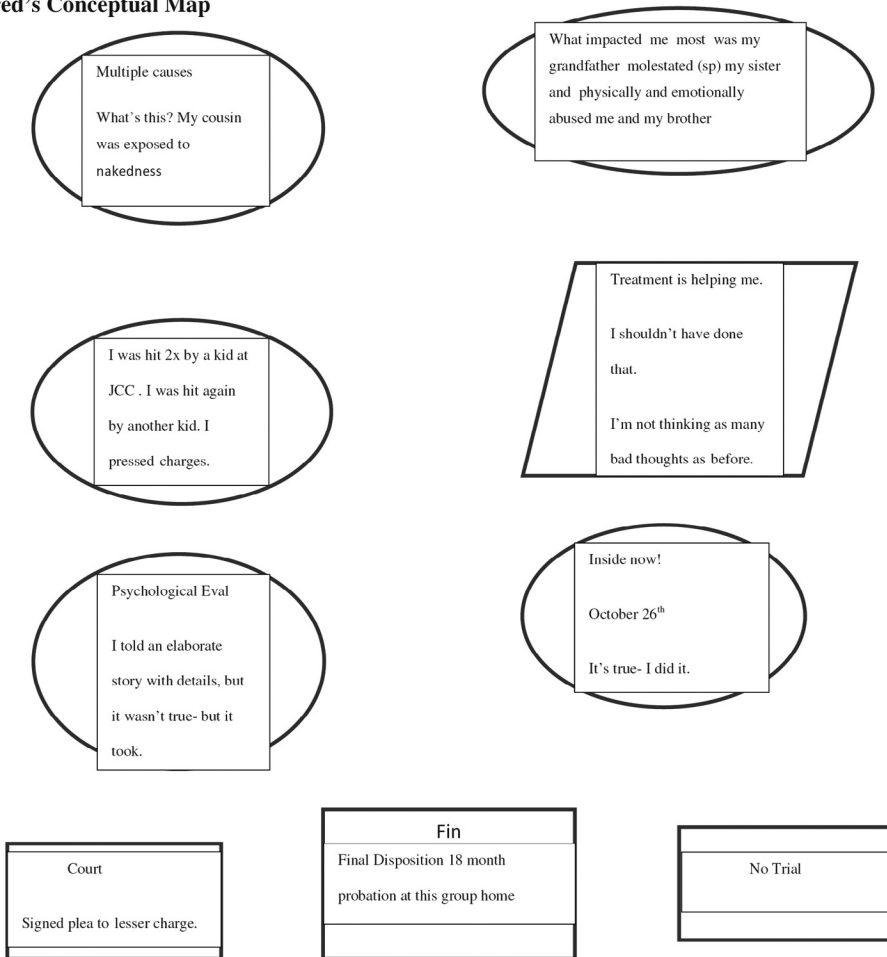 red's Conceptual Map
Multiple causes
What's this? My cousin
was exposed to
nakedness
What impacted me most was my
grandfather molestated (sp) my sister
and physically and emotionally
abused me and my brother
I was hit 2x by a kid at
JCC . I was hit again
by another kid. I
pressed charges.
Treatment is helping me.
I shouldn't have done
that.
I'm not thinking as many
bad thoughts as before.
Psychological Eval
I told an elaborate
story with details, but
it wasn't true- but it
took.
Inside now!
October 26th
It's true- I did it.
Court
Signed plea to lesser charge.
Fin
Final Disposition 18 month
probation at this group home
No Trial